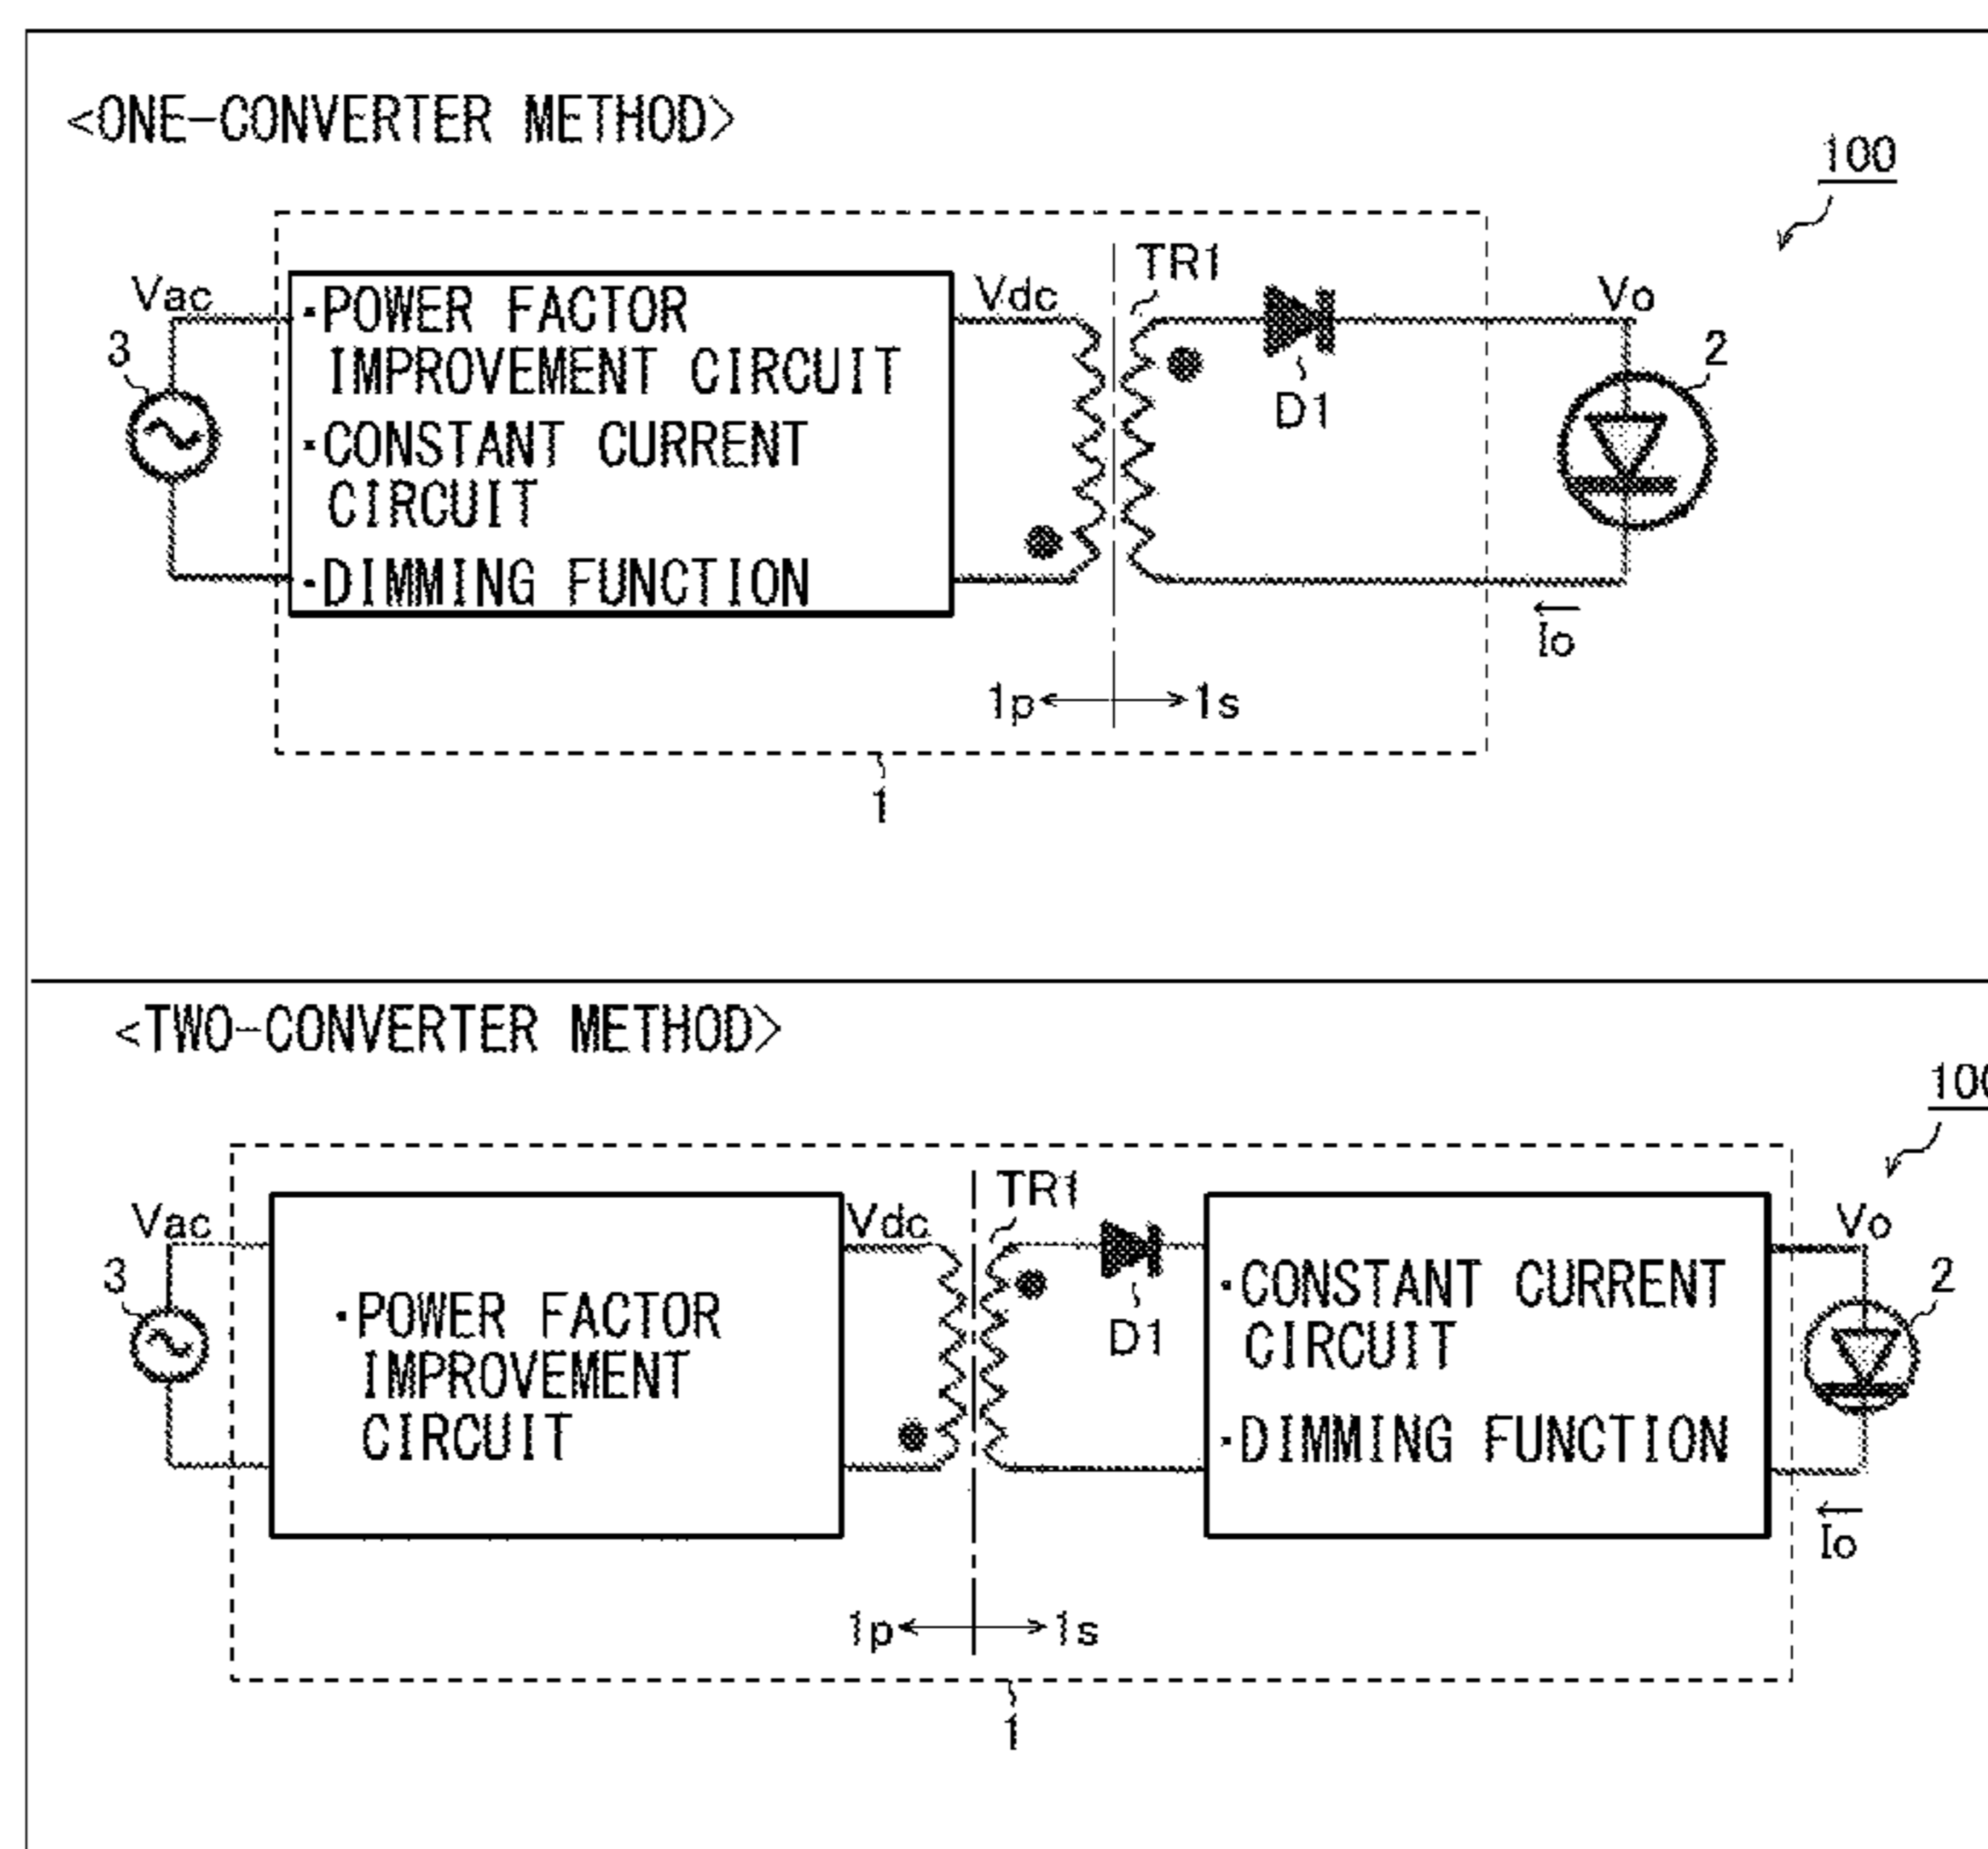 <ONE-CONVERTER METHOD>
100
Vac
3
・POWER FACTOR
IMPROVEMENT CIRCUIT
・CONSTANT CURRENT
CIRCUIT
・DIMMING FUNCTION
Vdc
TR1
D1
Vo
2
Io
1p
1s
1
<TWO-CONVERTER METHOD>
100
Vac
3
・POWER FACTOR
IMPROVEMENT
CIRCUIT
Vdc
TR1
D1
・CONSTANT CURRENT
CIRCUIT
・DIMMING FUNCTION
Vo
2
Io
1p
1s
1